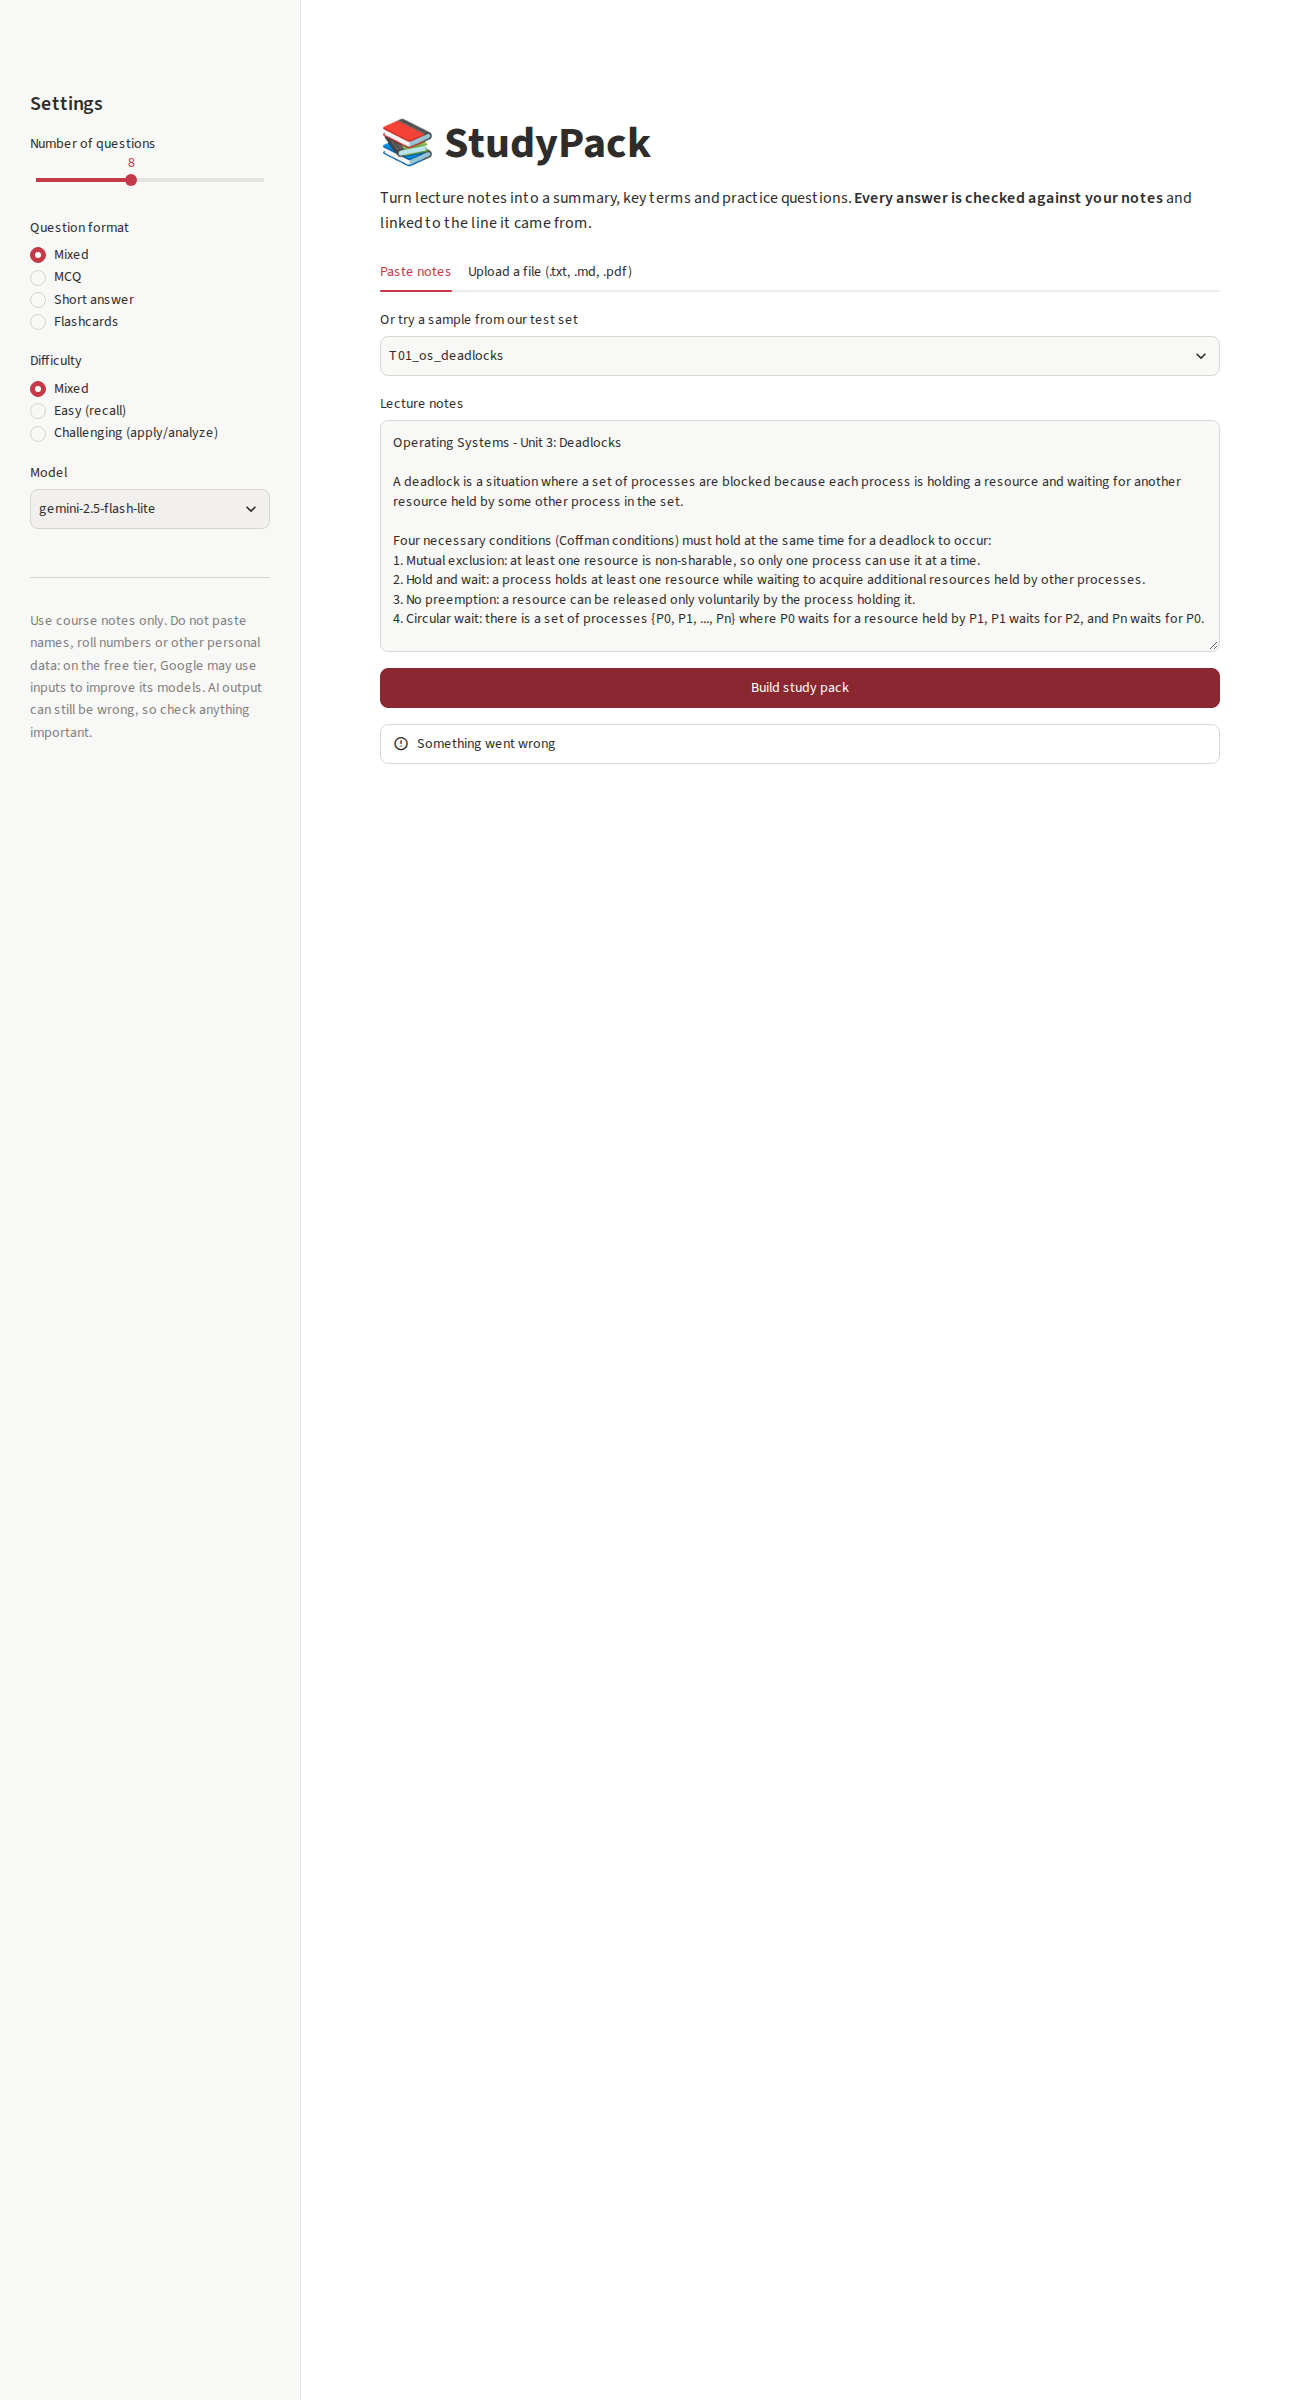 Settings
Number of questions
8
Question format
Mixed
MCQ
Short answer
Flashcards
Difficulty
Mixed
Easy (recall)
Challenging (apply/analyze)
Model
gemini-2.5-flash-lite
Use course notes only. Do not paste
names, roll numbers or other personal
data: on the free tier, Google may use
inputs to improve its models. AI output
can still be wrong, so check anything
important.
StudyPack
Turn lecture notes into a summary, key terms and practice questions. Every answer is checked against your notes and
linked to the line it came from.
Paste notes
Upload a file (.txt, .md, .pdf)
Or try a sample from our test set
T01_os_deadlocks
Lecture notes
Operating Systems - Unit 3: Deadlocks
A deadlock is a situation where a set of processes are blocked because each process is holding a resource and waiting for another
resource held by some other process in the set.
Four necessary conditions (Coffman conditions) must hold at the same time for a deadlock to occur:
1. Mutual exclusion: at least one resource is non-sharable, so only one process can use it at a time.
2. Hold and wait: a process holds at least one resource while waiting to acquire additional resources held by other processes.
3. No preemption: a resource can be released only voluntarily by the process holding it.
4. Circular wait: there is a set of processes {P0, P1, ..., Pn} where P0 waits for a resource held by P1, P1 waits for P2, and Pn waits for P0.
Build study pack
Something went wrong